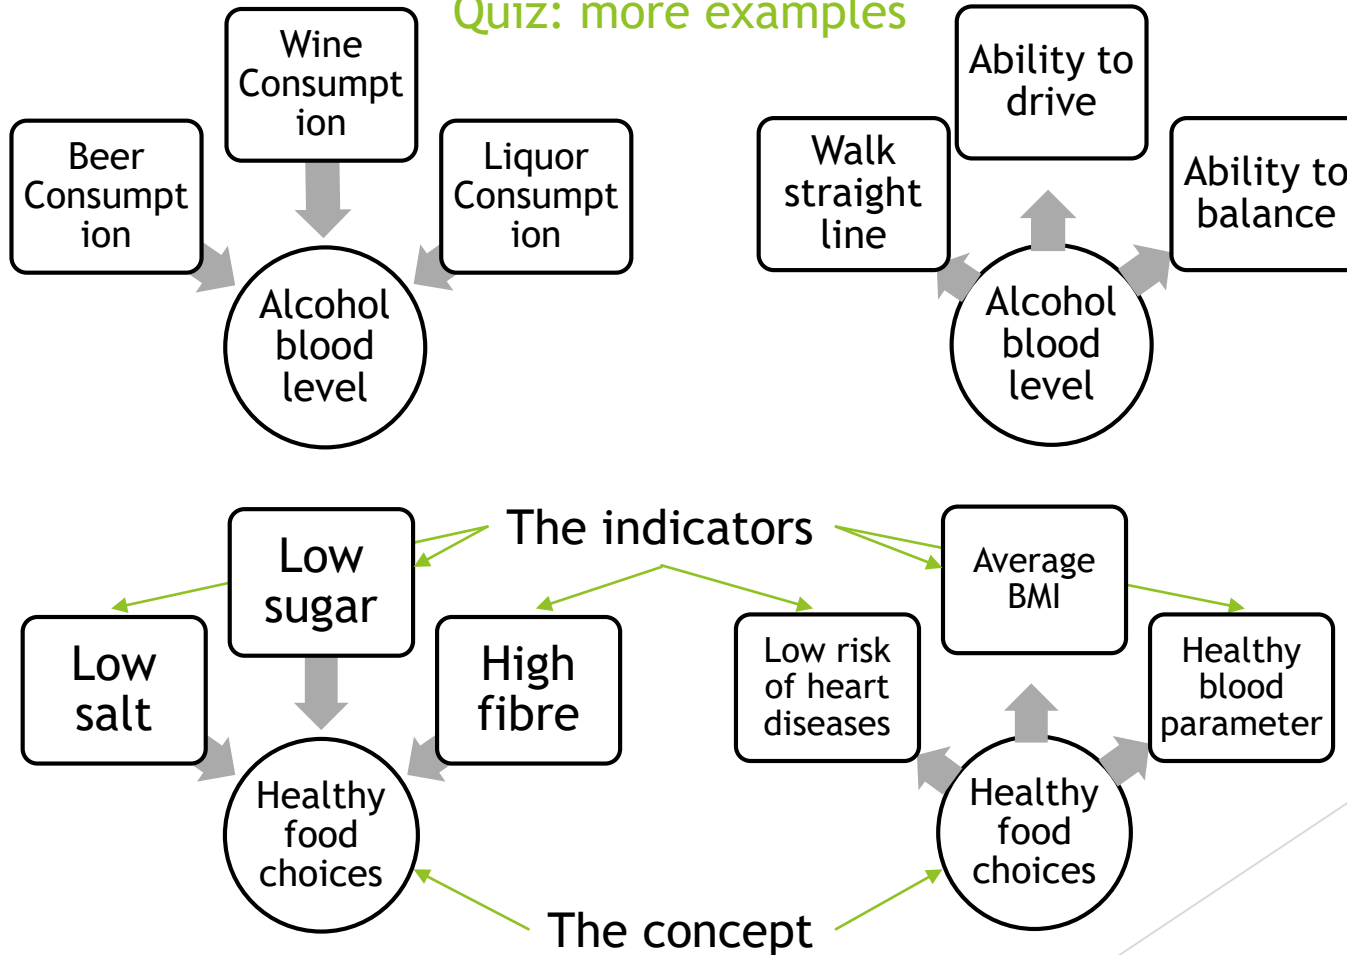 Quiz: more examples
Wine
Consumpt
ion
Beer
Consumpt
ion
Liquor
Consumpt
ion
Alcohol
blood
level
Ability to
drive
Walk
straight
line
Ability to
balance
Alcohol
blood
level
The indicators
Low
sugar
Low
salt
High
fibre
Healthy
food
choices
Average
BMI
Low risk
of heart
diseases
Healthy
blood
parameter
Healthy
food
choices
The concept